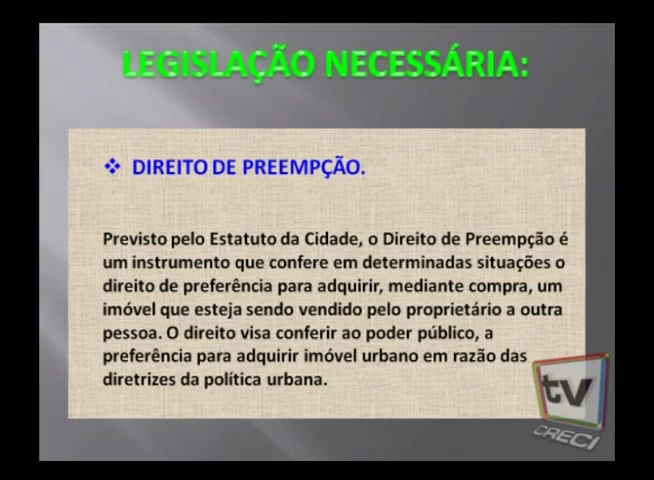 LEGISLAÇÃO NECESSÁRIA:
❖ DIREITO DE PREEMPÇÃO.
Previsto pelo Estatuto da Cidade, o Direito de Preempção é
um instrumento que confere em determinadas situações o
direito de preferência para adquirir, mediante compra, um
imóvel que esteja sendo vendido pelo proprietário a outra
pessoa. O direito visa conferir ao poder público, a
preferência para adquirir imóvel urbano em razão das
diretrizes da política urbana.
tv
CRECI